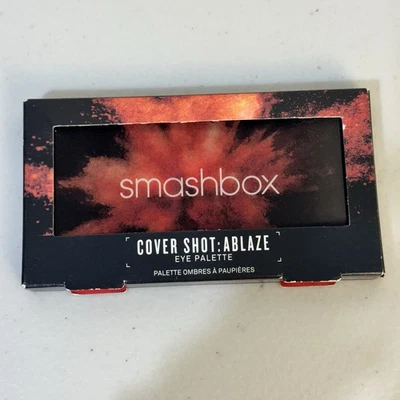 smashbox
COVER SHOT: ABLAZE
EYE PALETTE
PALETTE OMBRES À PAUPIÈRES